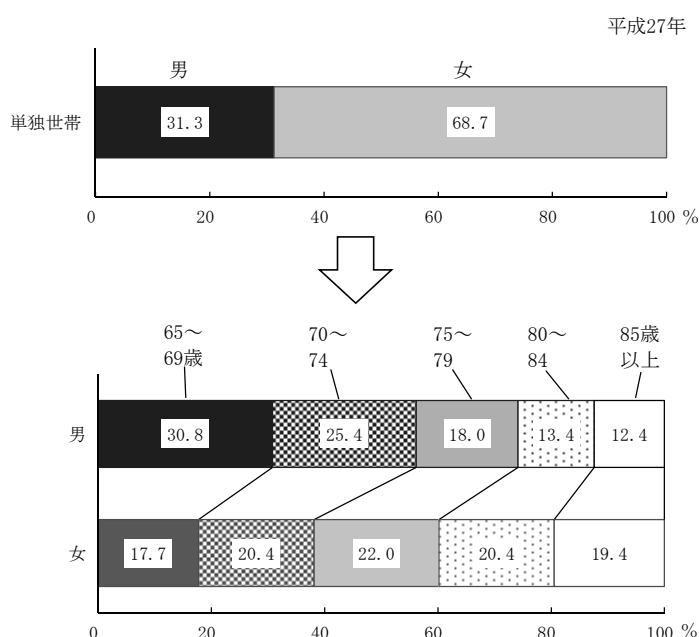 平成27年
男 女
単独世帯 31.3 68.7
0 20 40 60 80 100 %
65～ 70～ 75～ 80～ 85歳
69歳 74 79 84 以上
男 30.8 25.4 18.0 13.4 12.4
女 17.7 20.4 22.0 20.4 19.4
0 20 40 60 80 100 %